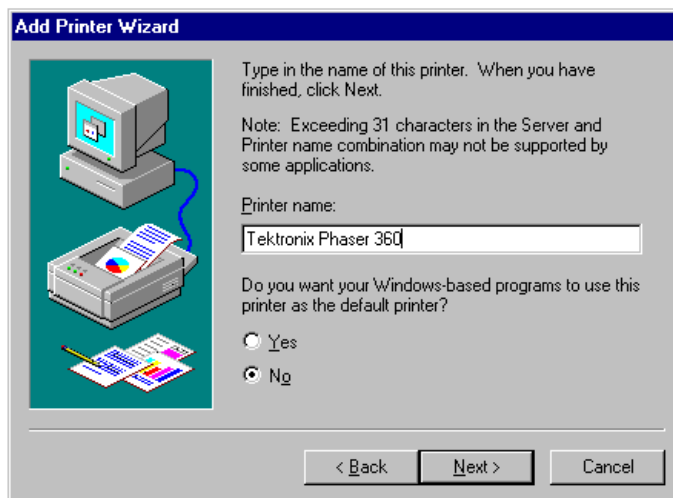 Add Printer Wizard
Type in the name of this printer. When you have
finished, click Next.
Note: Exceeding 31 characters in the Server and
Printer name combination may not be supported by
some applications.
Printer name:
Tektronix Phaser 360
Do you want your Windows-based programs to use this
printer as the default printer?
Yes
No
< Back
Next >
Cancel